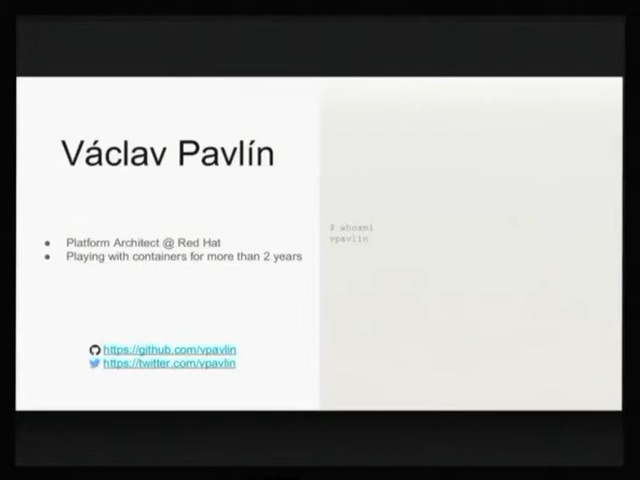 Václav Pavlín
● Platform Architect @ Red Hat
● Playing with containers for more than 2 years
https://github.com/vpavlin
https://twitter.com/vpavlin
$ whoami
vpavlin